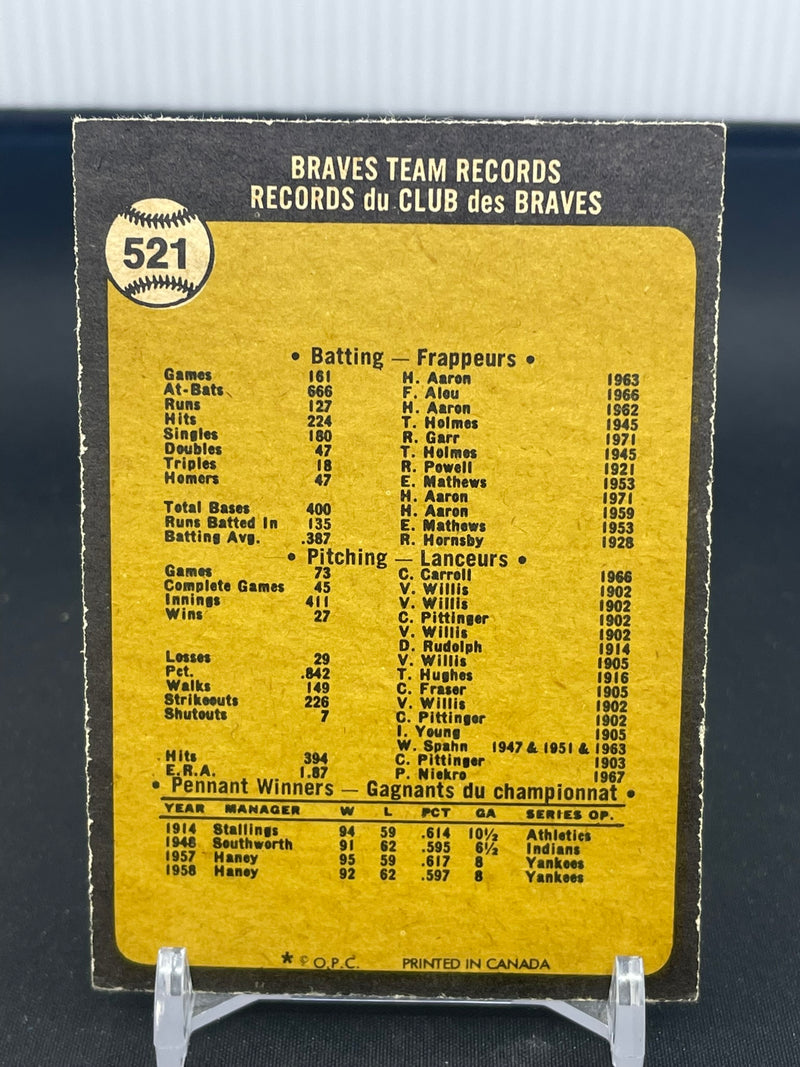 BRAVES TEAM RECORDS
RECORDS du CLUB des BRAVES
521
• Batting — Frappeurs •
Games 161 H. Aaron 1963
At-Bats 666 F. Alou 1966
Runs 127 H. Aaron 1962
Hits 224 T. Holmes 1945
Singles 180 R. Garr 1971
Doubles 47 T. Holmes 1945
Triples 18 R. Powell 1921
Homers 47 E. Mathews 1953
H. Aaron 1971
Total Bases 400 H. Aaron 1959
Runs Batted In 135 E. Mathews 1953
Batting Avg. .387 R. Hornsby 1928
• Pitching — Lanceurs •
Games 73 C. Carroll 1966
Complete Games 45 V. Willis 1902
Innings 411 V. Willis 1902
Wins 27 C. Pittinger 1902
V. Willis 1902
D. Rudolph 1914
Losses 29 V. Willis 1905
Pct. .842 T. Hughes 1916
Walks 149 C. Fraser 1905
Strikeouts 226 V. Willis 1902
Shutouts 7 C. Pittinger 1902
I. Young 1905
W. Spahn 1947 & 1951 & 1963
Hits 394 C. Pittinger 1903
E.R.A. 1.87 P. Niekro 1967
• Pennant Winners — Gagnants du championnat •
YEAR MANAGER W L PCT GA SERIES OP.
1914 Stallings 94 59 .614 10½ Athletics
1948 Southworth 91 62 .595 6½ Indians
1957 Haney 95 59 .617 8 Yankees
1958 Haney 92 62 .597 8 Yankees
* © O.P.C. PRINTED IN CANADA